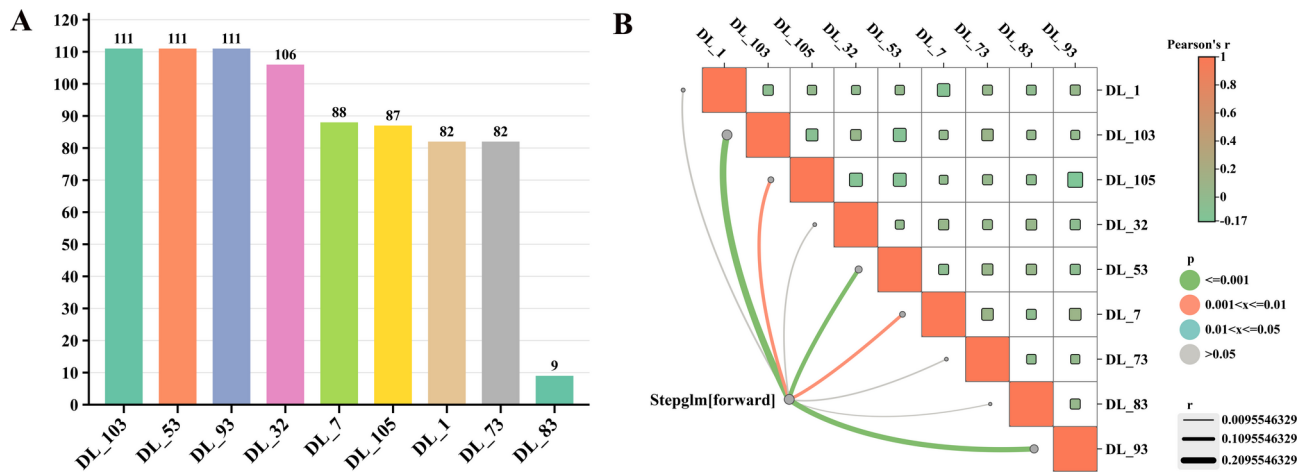 A
120
110
100
90
80
70
60
50
40
30
20
10
0
111
111
111
106
88
87
82
82
9
DL_103
DL_53
DL_93
DL_32
DL_7
DL_105
DL_1
DL_73
DL_83
B
DL_1
DL_103
DL_105
DL_32
DL_53
DL_7
DL_73
DL_83
DL_93
DL_1
DL_103
DL_105
DL_32
DL_53
DL_7
DL_73
DL_83
DL_93
Stepglm[forward]
Pearson's r
1
0.8
0.6
0.4
0.2
0
-0.17
p
<=0.001
0.001<x<=0.01
0.01<x<=0.05
>0.05
r
0.0095546329
0.1095546329
0.2095546329